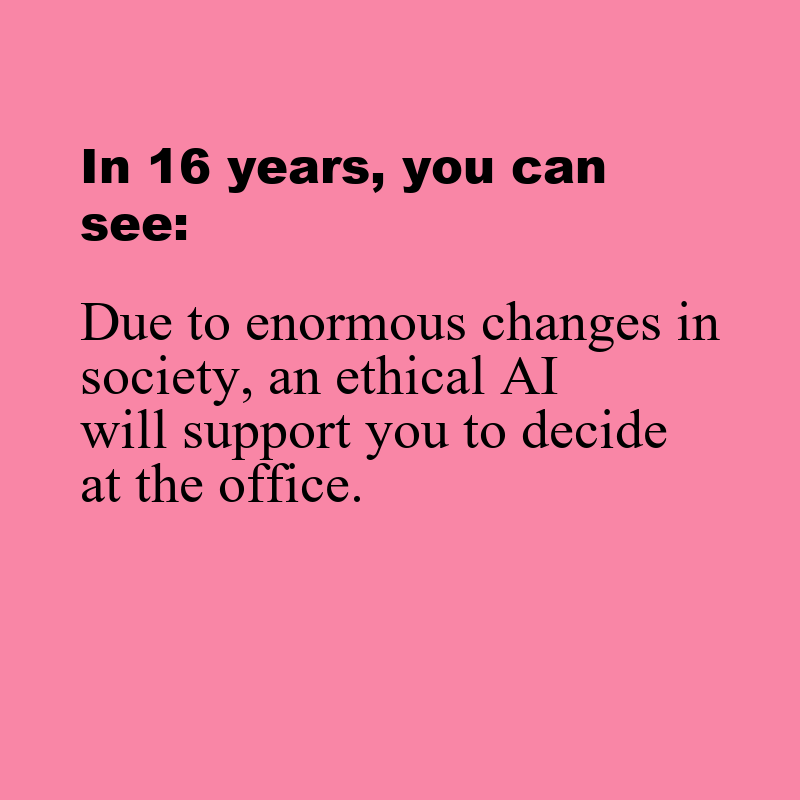 In 16 years, you can
see:
Due to enormous changes in
society, an ethical AI
will support you to decide
at the office.